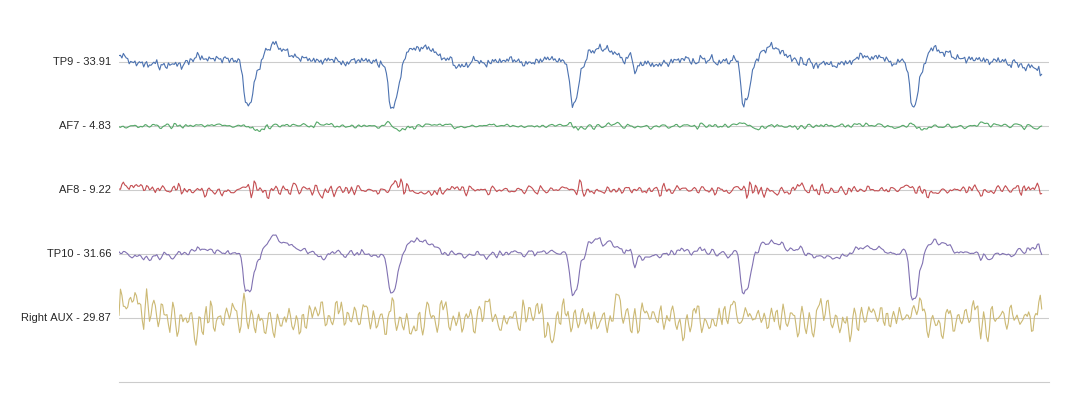 TP9 - 33.91
AF7 - 4.83
AF8 - 9.22
TP10 - 31.66
Right AUX - 29.87